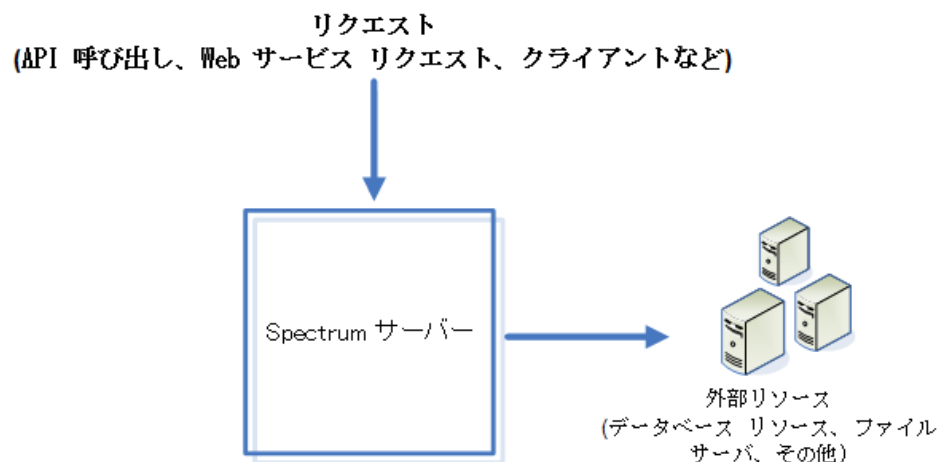 リクエスト
(API 呼び出し、Web サービス リクエスト、クライアントなど)
Spectrum サーバー
外部リソース
(データベース リソース、ファイル
サーバ、その他)